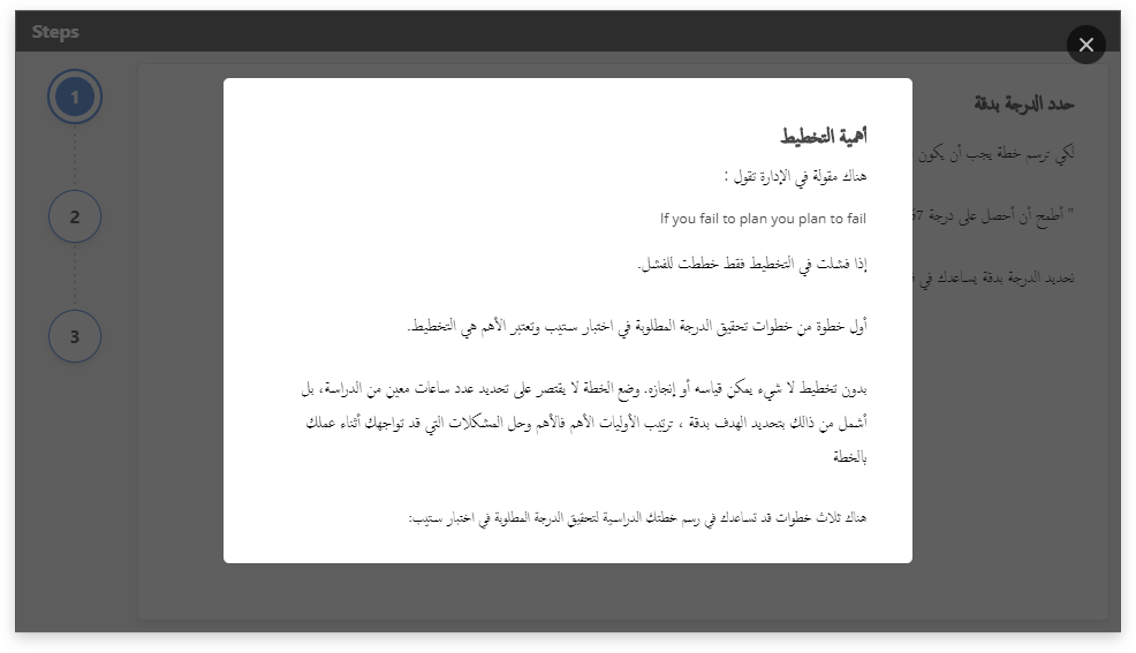 Steps
1
2
3
حدد الدرجة بدقة
لكي ترسم خطة يجب أن يكون
" أطمح أن أحصل على درجة 67
تحديد الدرجة بدقة يساعدك في
أهمية التخطيط
هناك مقولة في الإدارة تقول :
If you fail to plan you plan to fail
إذا فشلت في التخطيط فقط خططت للفشل.
أول خطوة من خطوات تحقيق الدرجة المطلوبة في اختبار ستيب وتعتبر الأهم هي التخطيط.
بدون تخطيط لا شيء يمكن قياسه أو إنجازه. وضع الخطة لا يقتصر على تحديد عدد ساعات معين من الدراسة، بل
أشمل من ذالك بتحديد الهدف بدقة ، ترتيب الأوليات الأهم فالأهم وحل المشكلات التي قد تواجهك أثناء عملك
بالخطة
هناك ثلاث خطوات قد تساعدك في رسم خطتك الدراسية لتحقيق الدرجة المطلوبة في اختبار ستيب: